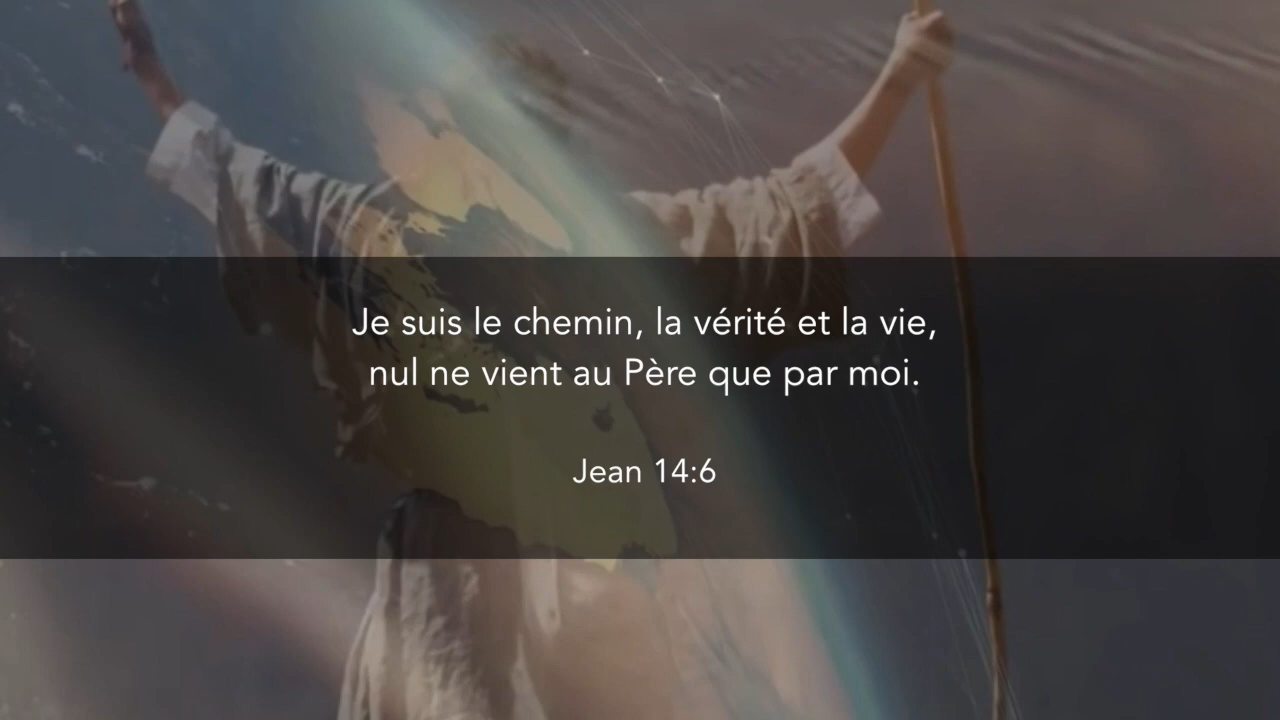 Je suis le chemin, la vérité et la vie,
nul ne vient au Père que par moi.
Jean 14:6